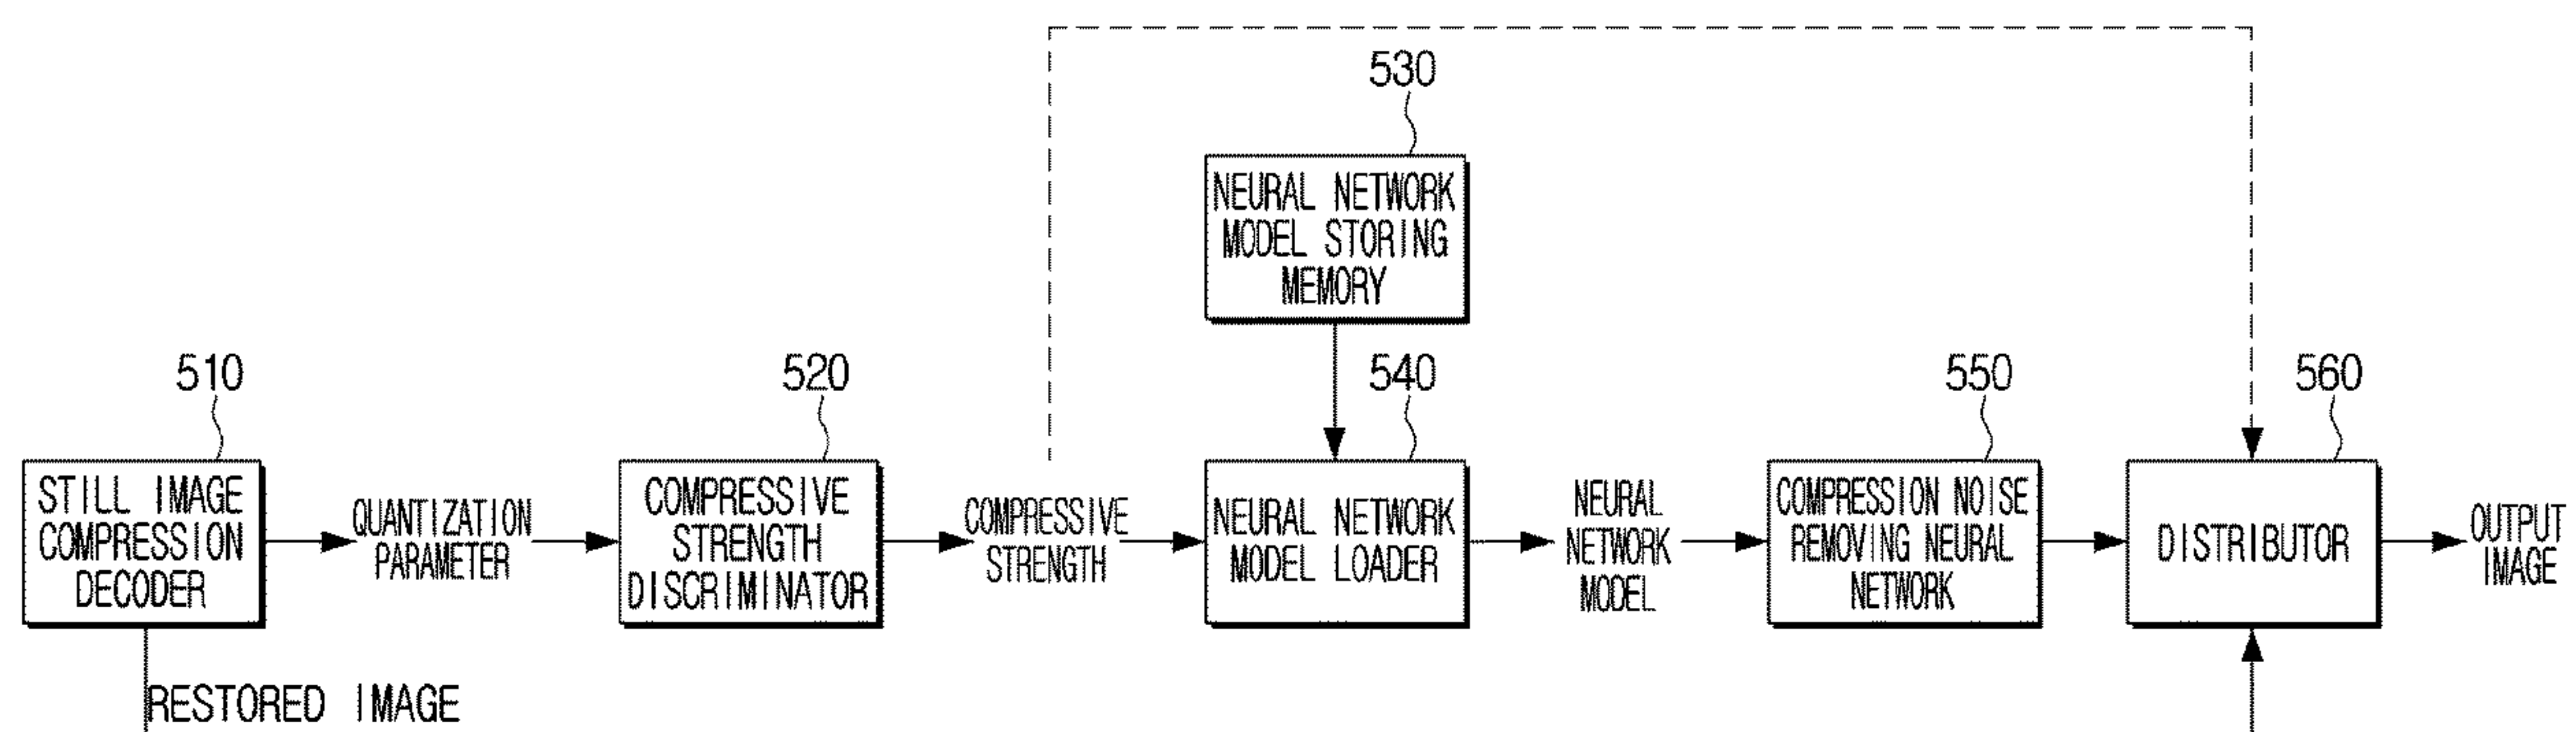 530
NEURAL NETWORK
MODEL STORING
MEMORY
510
STILL IMAGE
COMPRESSION
DECODER
QUANTIZATION
PARAMETER
520
COMPRESSIVE
STRENGTH
DISCRIMINATOR
COMPRESSIVE
STRENGTH
540
NEURAL NETWORK
MODEL LOADER
NEURAL
NETWORK
MODEL
550
COMPRESSION NOISE
REMOVING NEURAL
NETWORK
560
DISTRIBUTOR
OUTPUT
IMAGE
RESTORED IMAGE